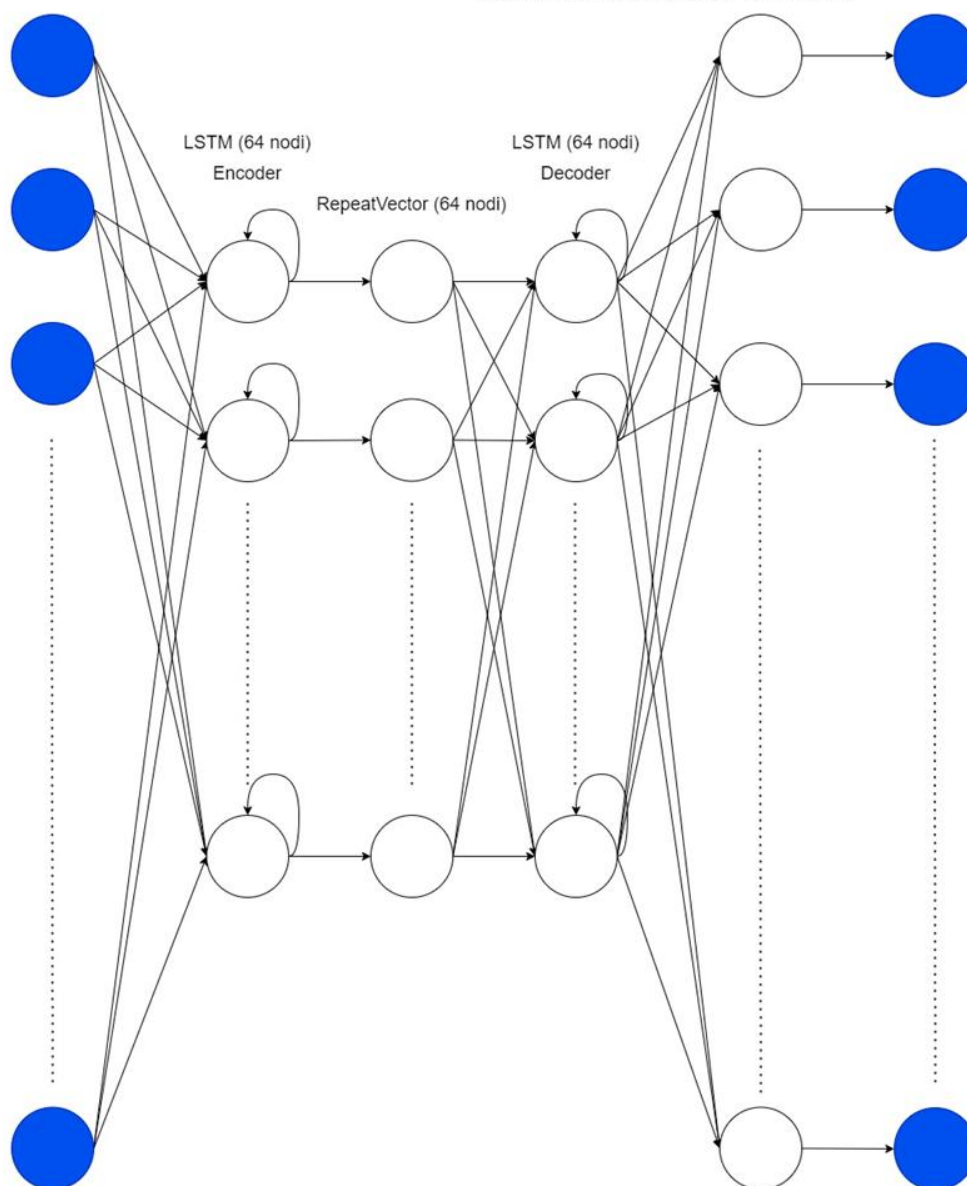 LSTM (64 nodi)
Encoder
RepeatVector (64 nodi)
LSTM (64 nodi)
Decoder